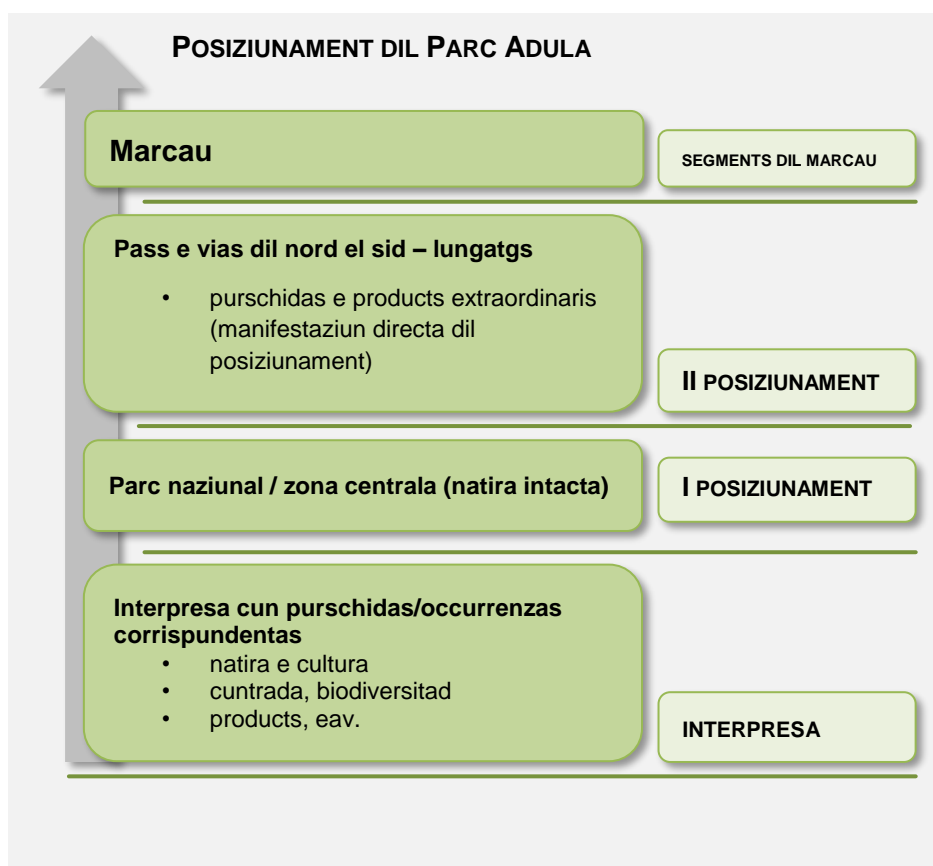 POSIZIUNAMENT DIL PARC ADULA
Marcau
SEGMENTS DIL MARCAU
Pass e vias dil nord el sid – lungatgs
• purschidas e products extraordinaris
(manifestaziun directa dil
posiziunament)
II POSIZIUNAMENT
Parc naziunal / zona centrala (natira intacta)
I POSIZIUNAMENT
Interpresa cun purschidas/occurrenzas
corrispundentas
• natira e cultura
• cuntrada, biodiversitad
• products, eav.
INTERPRESA